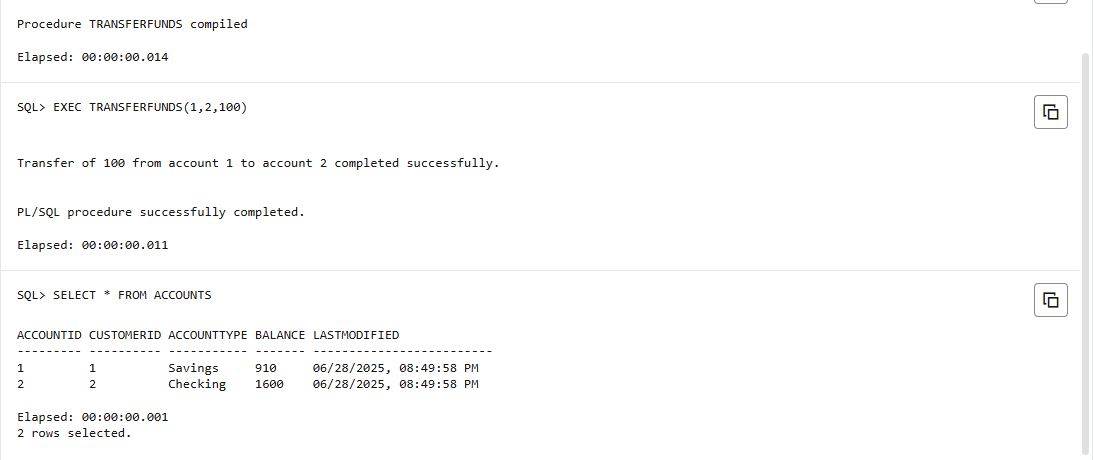 Procedure TRANSFERFUNDS compiled
Elapsed: 00:00:00.014
SQL> EXEC TRANSFERFUNDS(1,2,100)
Transfer of 100 from account 1 to account 2 completed successfully.
PL/SQL procedure successfully completed.
Elapsed: 00:00:00.011
SQL> SELECT * FROM ACCOUNTS
ACCOUNTID CUSTOMERID ACCOUNTTYPE BALANCE LASTMODIFIED
--------- ---------- ----------- ------- -------------------------
1         1          Savings     910     06/28/2025, 08:49:58 PM
2         2          Checking    1600    06/28/2025, 08:49:58 PM
Elapsed: 00:00:00.001
2 rows selected.